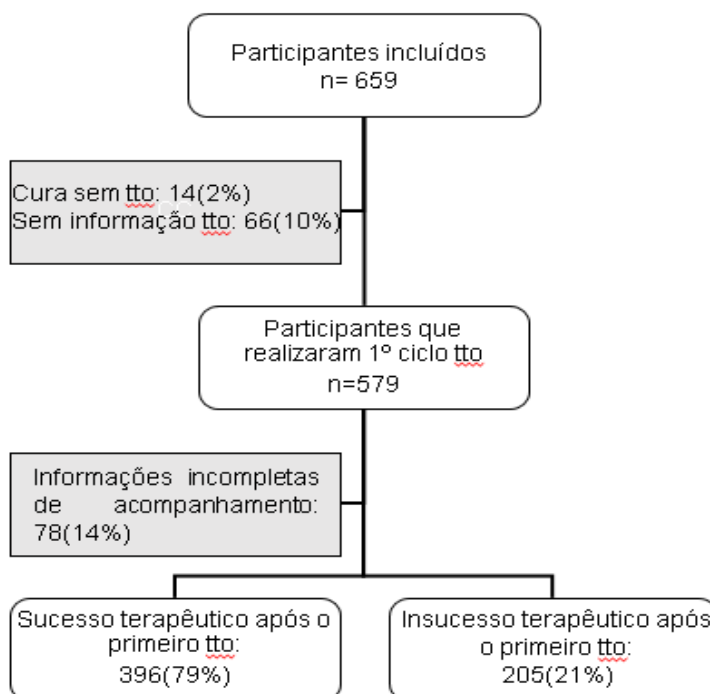 Participantes incluídos
n= 659
Cura sem tto: 14(2%)
Sem informação tto: 66(10%)
Participantes que
realizaram 1º ciclo tto
n=579
Informações incompletas
de acompanhamento:
78(14%)
Sucesso terapêutico após o
primeiro tto:
396(79%)
Insucesso terapêutico após
o primeiro tto:
205(21%)